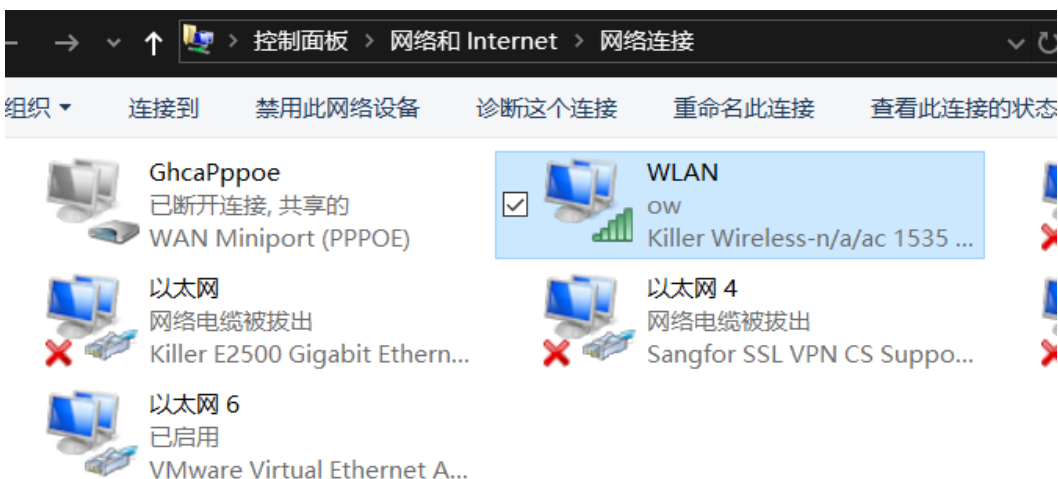 控制面板 > 网络和 Internet > 网络连接
组织 连接到 禁用此网络设备 诊断这个连接 重命名此连接 查看此连接的状态
GhcaPppoe
已断开连接, 共享的
WAN Miniport (PPPOE)
WLAN
ow
Killer Wireless-n/a/ac 1535 ...
以太网
网络电缆被拔出
Killer E2500 Gigabit Ethern...
以太网 4
网络电缆被拔出
Sangfor SSL VPN CS Suppo...
以太网 6
已启用
VMware Virtual Ethernet A...